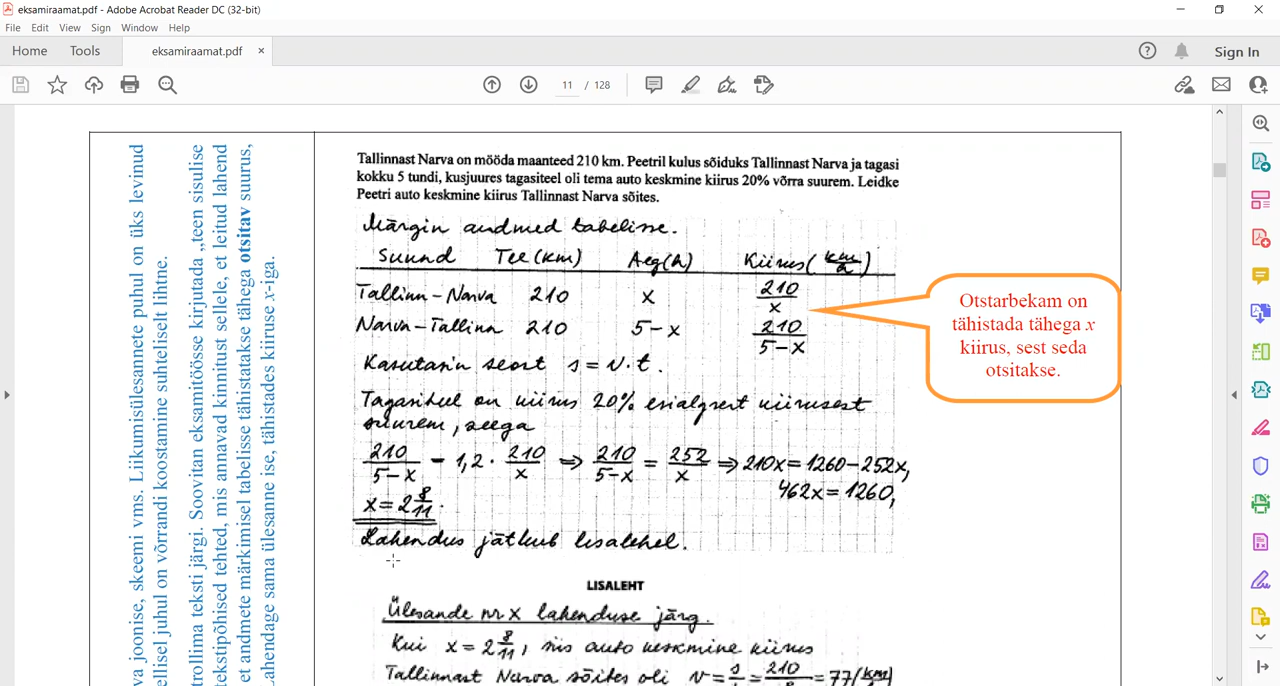 eksamiraamat.pdf - Adobe Acrobat Reader DC (32-bit)
File Edit View Sign Window Help
Home Tools eksamiraamat.pdf × Sign In
11 / 128
va joonise, skeemi vms. Liikumisülesannete puhul on üks levinud
ellisel juhul on võrrandi koostamine suhteliselt lihtne.
trollima teksti järgi. Soovitan eksamitöösse kirjutada „teen sisulise
tekstipõhised tehted, mis annavad kinnitust sellele, et leitud lahend
et andmete märkimisel tabelisse tähistatakse tähega otsitav suurus,
Lahendage sama ülesanne ise, tähistades kiiruse x-iga.
Tallinnast Narva on mööda maanteed 210 km. Peetril kulus sõiduks Tallinnast Narva ja tagasi
kokku 5 tundi, kusjuures tagasiteel oli tema auto keskmine kiirus 20% võrra suurem. Leidke
Peetri auto keskmine kiirus Tallinnast Narva sõites.
Märgin andmed tabelisse.
Suund Tee (km) Aeg (h) Kiirus (km/h)
Tallinn-Narva 210 x 210/x
Narva-Tallinn 210 5-x 210/5-x
Kasutasin seost s = v · t.
Tagasiteel on kiirus 20% esialgsest kiirusest
suurem, seega
210/5-x = 1,2 · 210/x ⇒ 210/5-x = 252/x ⇒ 210x = 1260-252x,
462x = 1260,
x = 2 8/11.
Lahendus jätkub lisalehel.
Otstarbekam on
tähistada tähega x
kiirus, sest seda
otsitakse.
LISALEHT
Ülesande nr x lahenduse järg.
Kui x = 2 8/11, siis auto keskmine kiirus
Tallinnast Narva sõites oli v = s/t = 210/ = 77 (km/